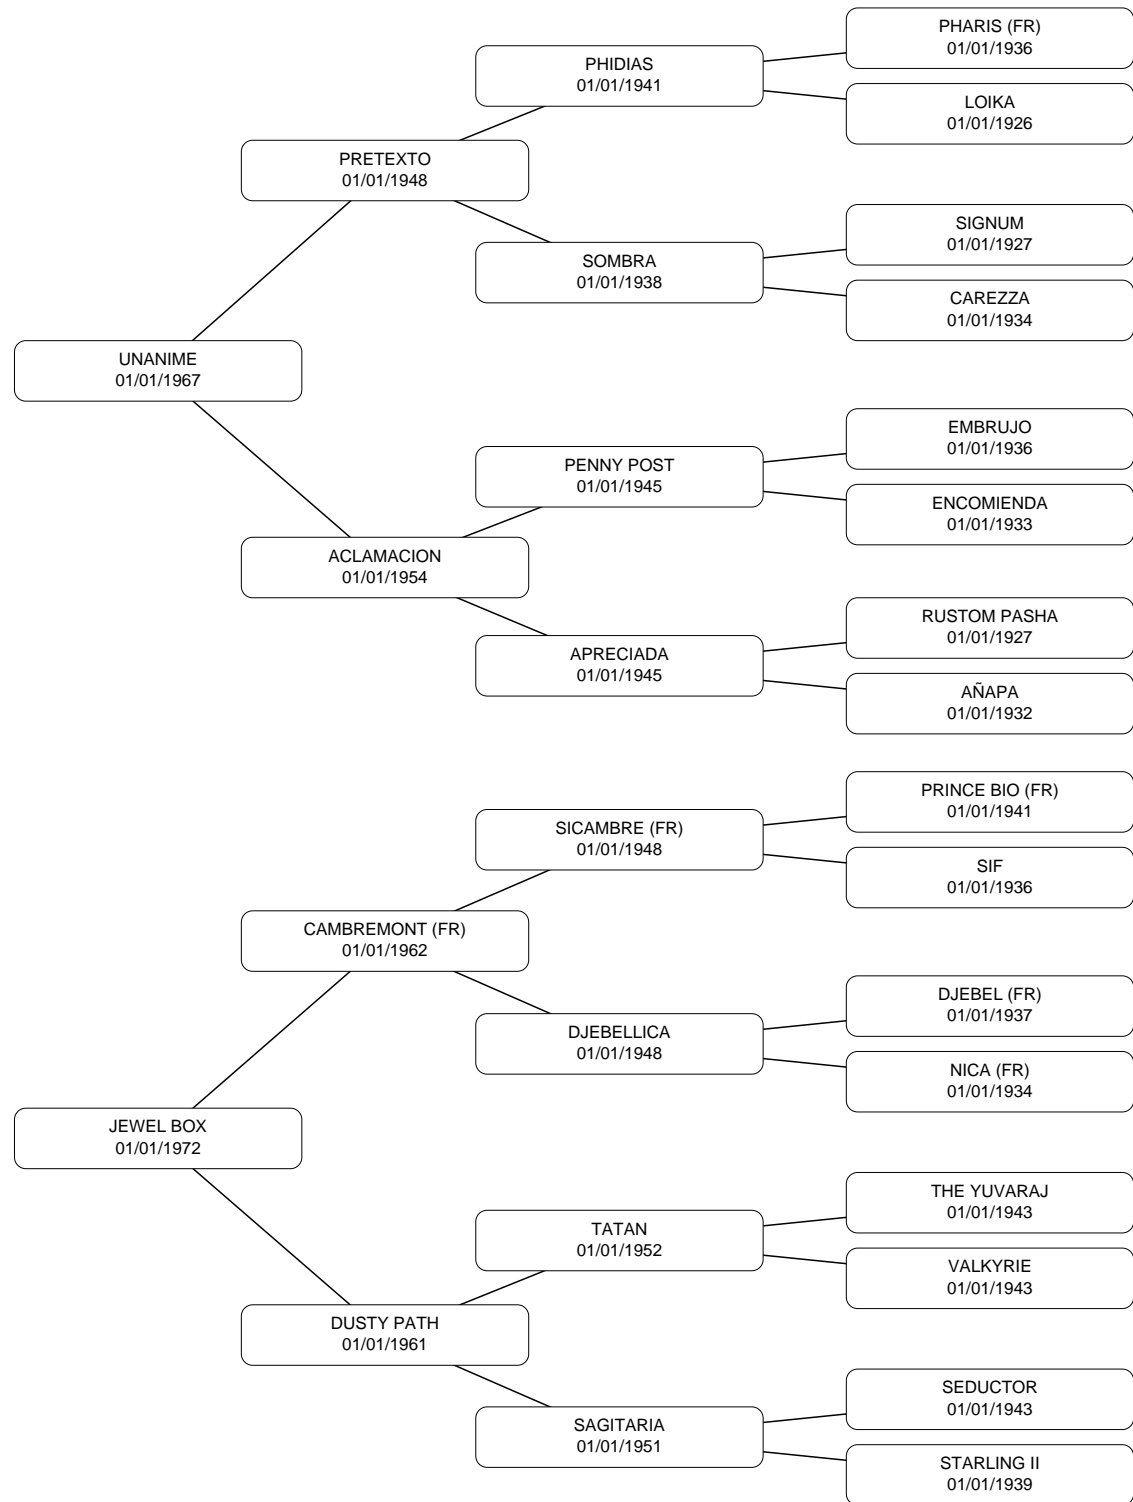 PHARIS (FR)
01/01/1936
PHIDIAS
01/01/1941
LOIKA
01/01/1926
PRETEXTO
01/01/1948
SIGNUM
01/01/1927
SOMBRA
01/01/1938
CAREZZA
01/01/1934
UNANIME
01/01/1967
EMBRUJO
01/01/1936
PENNY POST
01/01/1945
ENCOMIENDA
01/01/1933
ACLAMACION
01/01/1954
RUSTOM PASHA
01/01/1927
APRECIADA
01/01/1945
AÑAPA
01/01/1932
PRINCE BIO (FR)
01/01/1941
SICAMBRE (FR)
01/01/1948
SIF
01/01/1936
CAMBREMONT (FR)
01/01/1962
DJEBEL (FR)
01/01/1937
DJEBELLICA
01/01/1948
NICA (FR)
01/01/1934
JEWEL BOX
01/01/1972
THE YUVARAJ
01/01/1943
TATAN
01/01/1952
VALKYRIE
01/01/1943
DUSTY PATH
01/01/1961
SEDUCTOR
01/01/1943
SAGITARIA
01/01/1951
STARLING II
01/01/1939